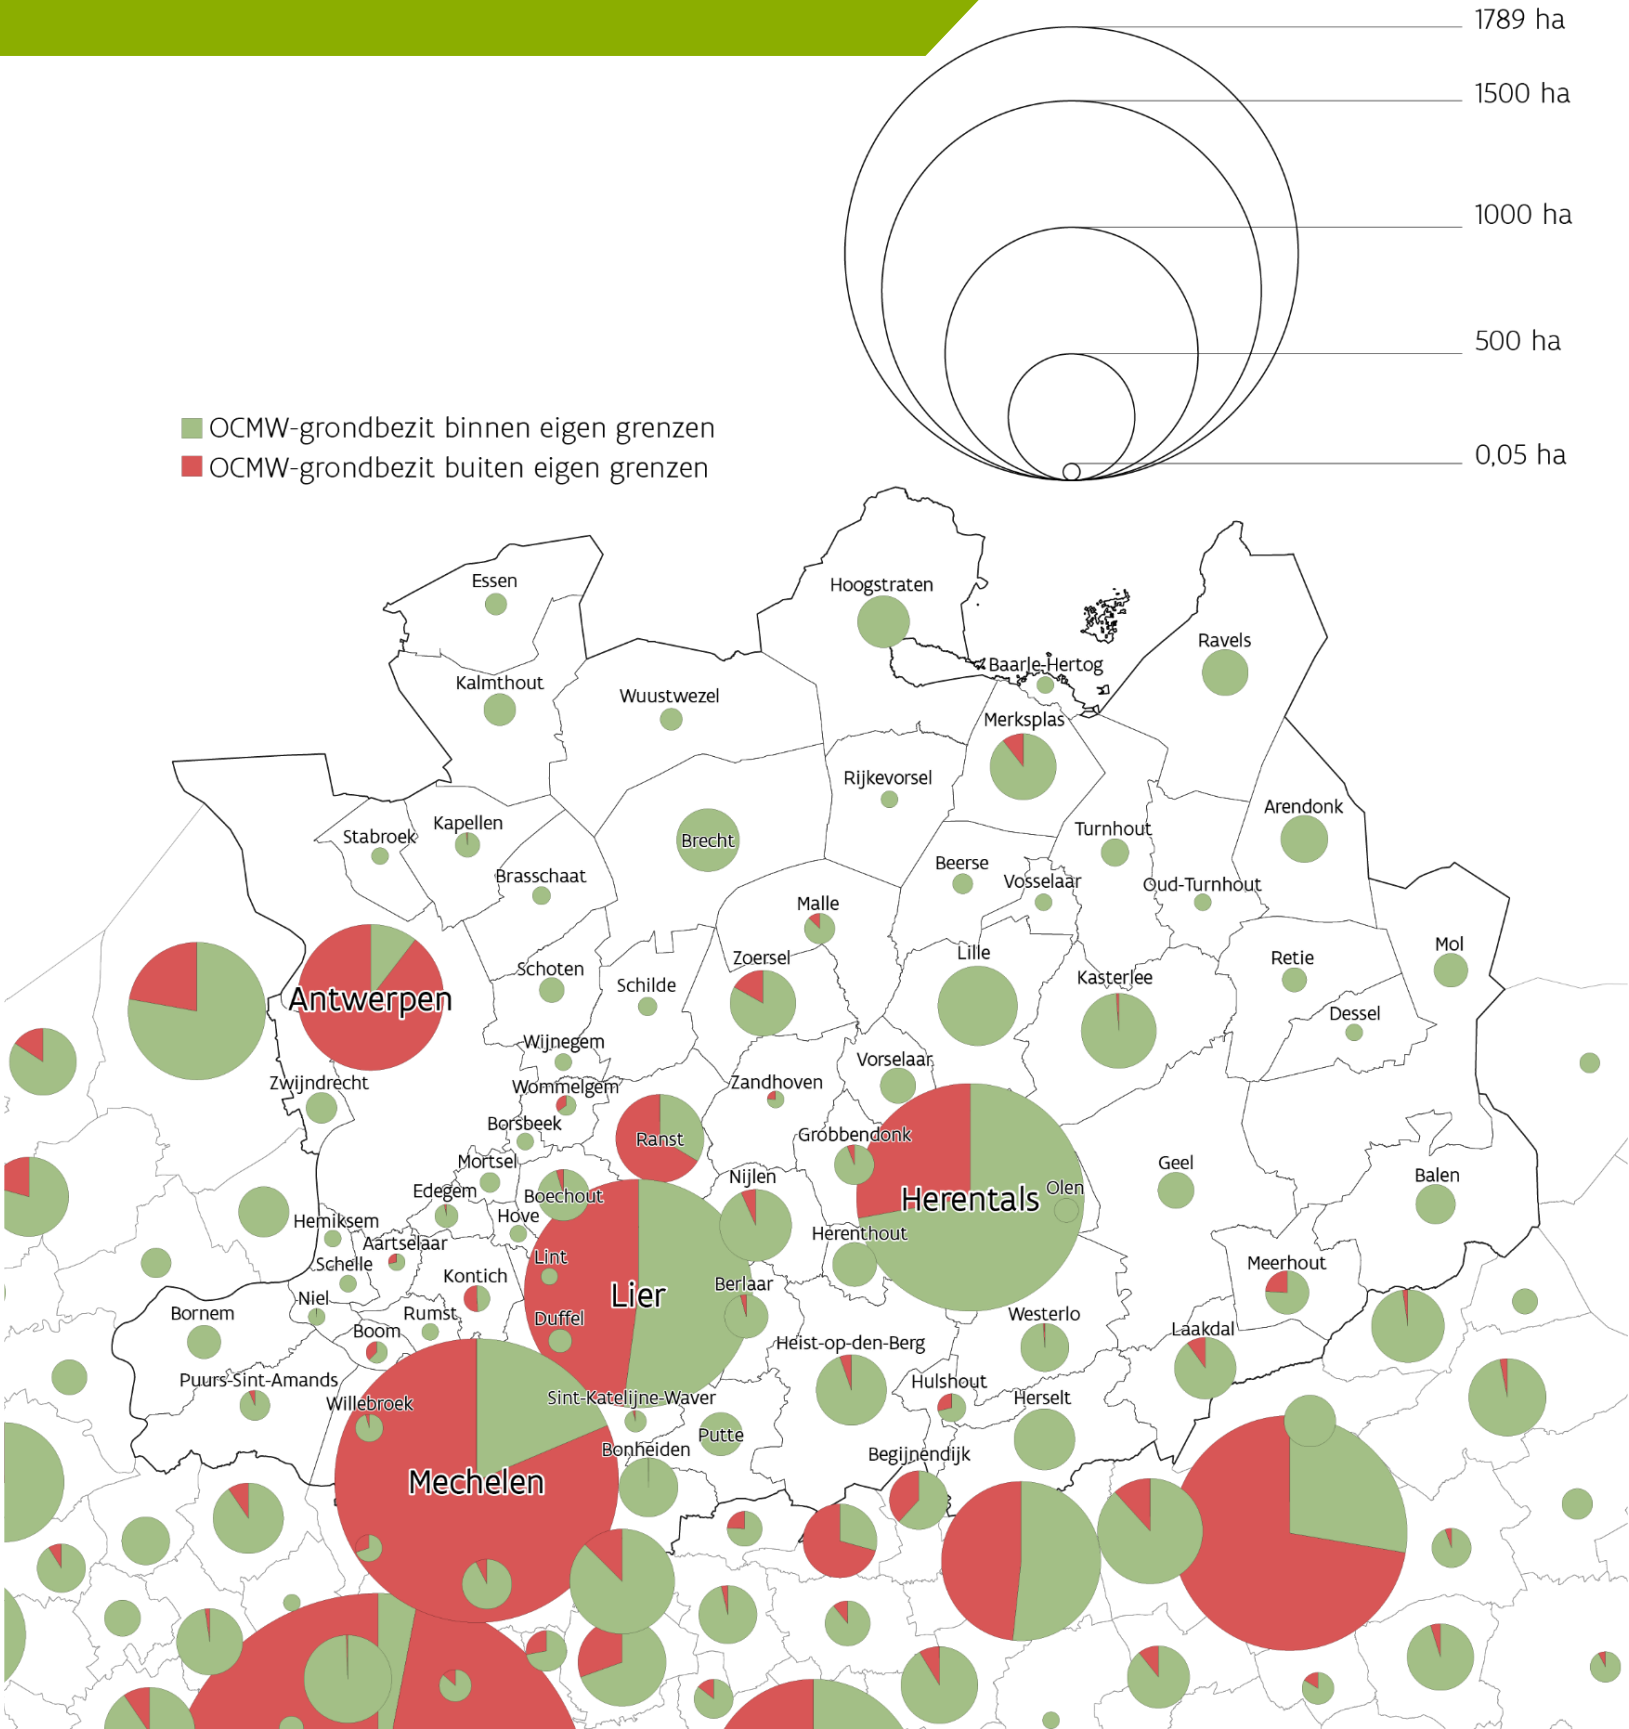 1789 ha
1500 ha
1000 ha
500 ha
0,05 ha
OCMW-grondbezit binnen eigen grenzen
OCMW-grondbezit buiten eigen grenzen
Essen
Hoogstraten
Ravels
Baarle-Hertog
Kalmthout
Wuustwezel
Merksplas
Rijkevorsel
Arendonk
Kapellen
Stabroek
Turnhout
Brecht
Beerse
Brasschaat
Vosselaar
Oud-Turnhout
Malle
Mol
Lille
Zoersel
Retie
Schoten
Kasterlee
Schilde
Antwerpen
Dessel
Wijnegem
Vorselaar
Zwijndrecht
Zandhoven
Wommelgem
Borsbeek
Grobbendonk
Ranst
Mortsel
Geel
Nijlen
Balen
Olen
Edegem
Boechout
Herentals
Hove
Hemiksem
Herenthout
Aartselaar
Lint
Schelle
Meerhout
Kontich
Berlaar
Lier
Niel
Bornem
Rumst
Westerlo
Duffel
Laakdal
Boom
Heist-op-den-Berg
Puurs-Sint-Amands
Hulshout
Sint-Katelijne-Waver
Herselt
Willebroek
Putte
Bonheiden
Begijnendijk
Mechelen